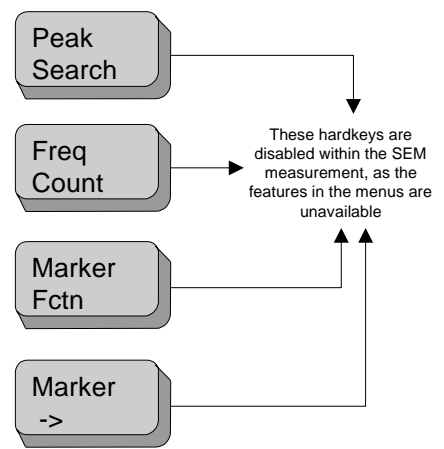 Peak
Search
Freq
Count
These hardkeys are
disabled within the SEM
measurement, as the
features in the menus are
unavailable
Marker
Fctn
Marker
->